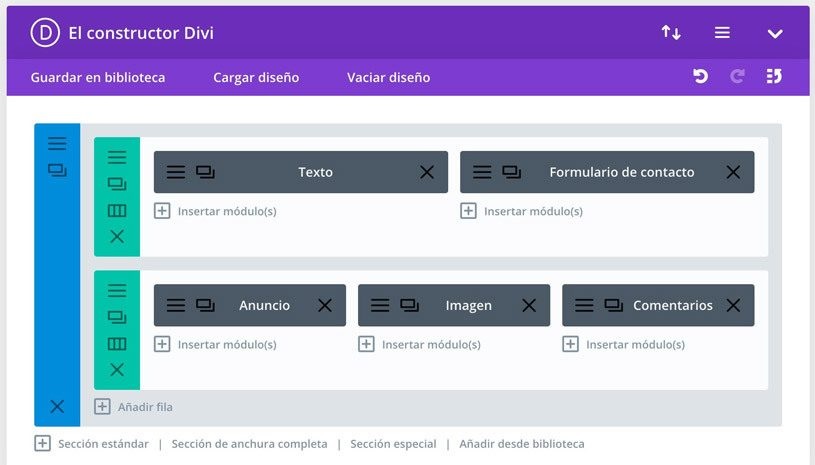 El constructor Divi
Guardar en biblioteca Cargar diseño Vaciar diseño
Texto Formulario de contacto
Insertar módulo(s) Insertar módulo(s)
Anuncio Imagen Comentarios
Insertar módulo(s) Insertar módulo(s) Insertar módulo(s)
Añadir fila
Sección estándar | Sección de anchura completa | Sección especial | Añadir desde biblioteca